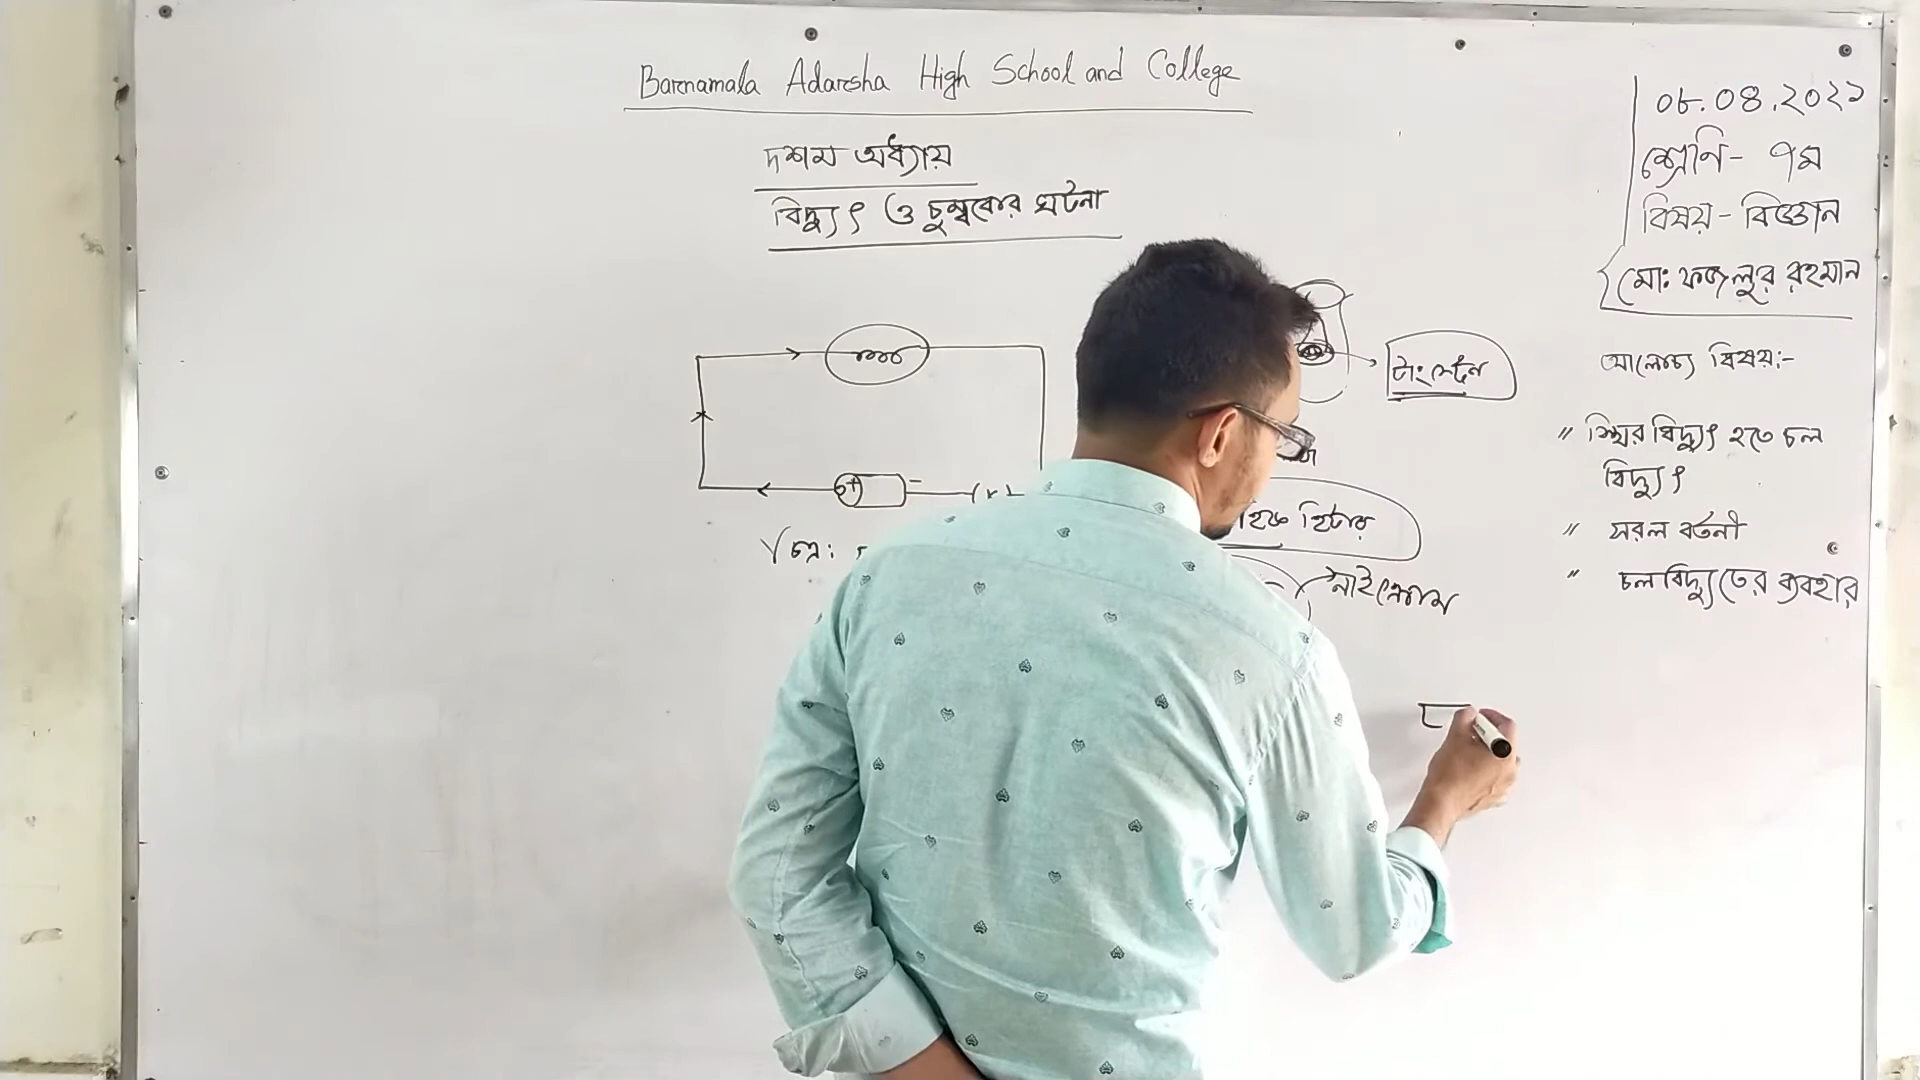 Barnamala Adarsha High School and College
দশম অধ্যায়
বিদ্যুৎ ও চুম্বকের ঘটনা
০৮.০৪.২০২১
শ্রেণি- ৭ম
বিষয়- বিজ্ঞান
মোঃ ফজলুর রহমান
আলোচ্য বিষয়:-
" স্থির বিদ্যুৎ হতে চল
বিদ্যুৎ
" সরল বর্তনী
" চল বিদ্যুতের ব্যবহার
টাংস্টেন
+ -
চিত্র:
হিটার
নাইক্রোম